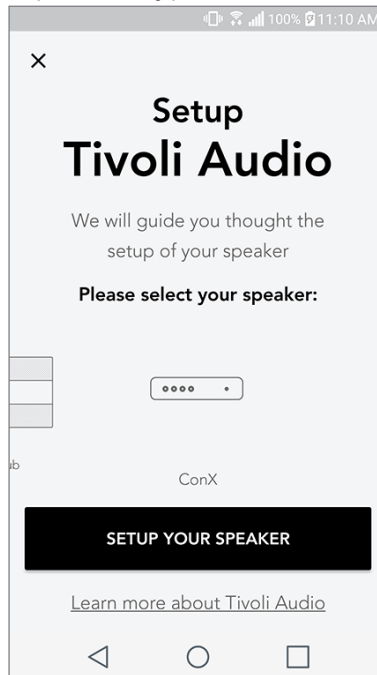 100% 11:10 AM
Setup
Tivoli Audio
We will guide you thought the
setup of your speaker
Please select your speaker:
ub
ConX
SETUP YOUR SPEAKER
Learn more about Tivoli Audio